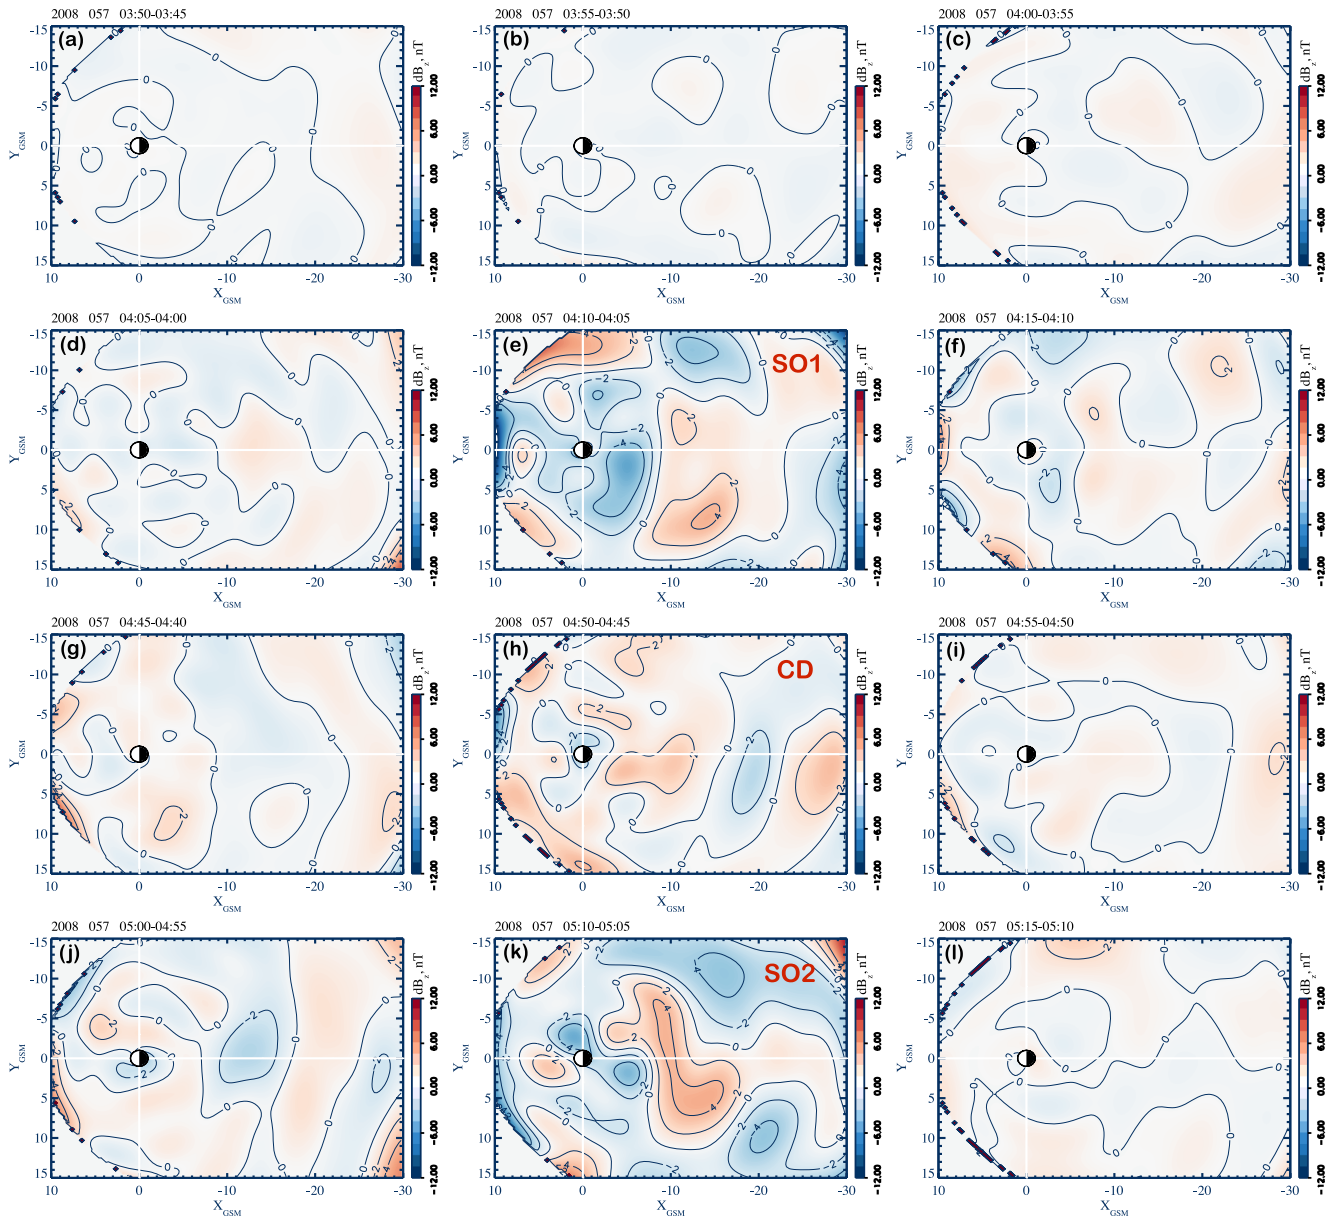 2008 057 03:50-03:45
(a)
2008 057 03:55-03:50
(b)
2008 057 04:00-03:55
(c)
2008 057 04:05-04:00
(d)
2008 057 04:10-04:05
(e)
SO1
2008 057 04:15-04:10
(f)
2008 057 04:45-04:40
(g)
2008 057 04:50-04:45
(h)
CD
2008 057 04:55-04:50
(i)
2008 057 05:00-04:55
(j)
2008 057 05:10-05:05
(k)
SO2
2008 057 05:15-05:10
(l)
-15
-10
-5
0
5
10
15
10 0 -10 -20 -30
X GSM
Y GSM
dBz, nT
12.00
6.00
0.00
-6.00
-12.00